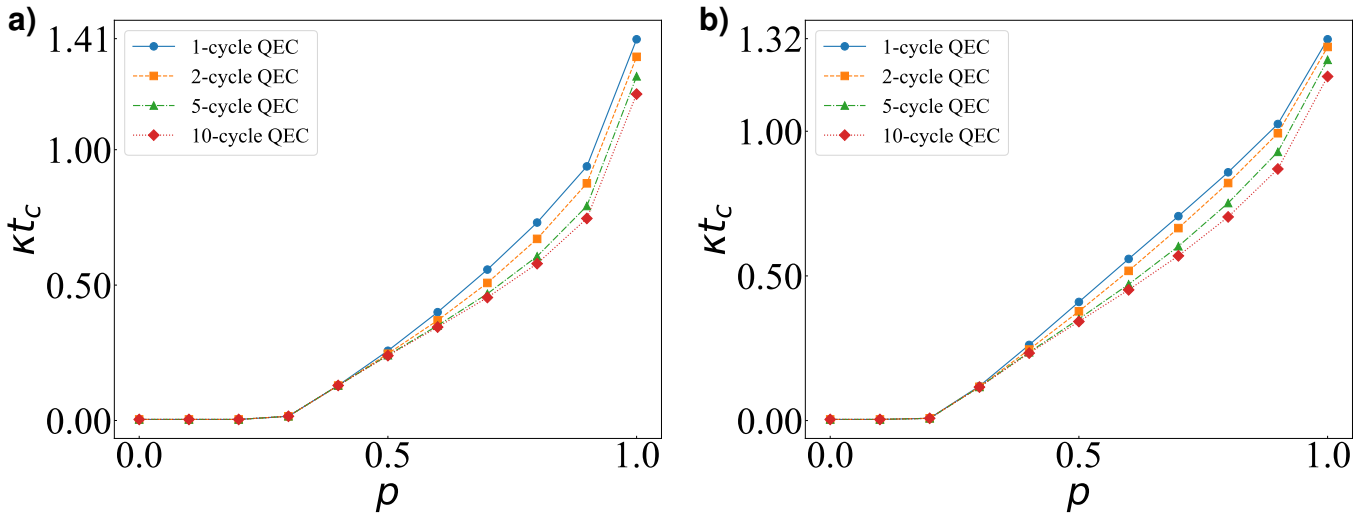 a)
1.41
1.00
0.50
0.00
κt_c
1-cycle QEC
2-cycle QEC
5-cycle QEC
10-cycle QEC
0.0
0.5
1.0
p
b)
1.32
1.00
0.50
0.00
κt_c
1-cycle QEC
2-cycle QEC
5-cycle QEC
10-cycle QEC
0.0
0.5
1.0
p